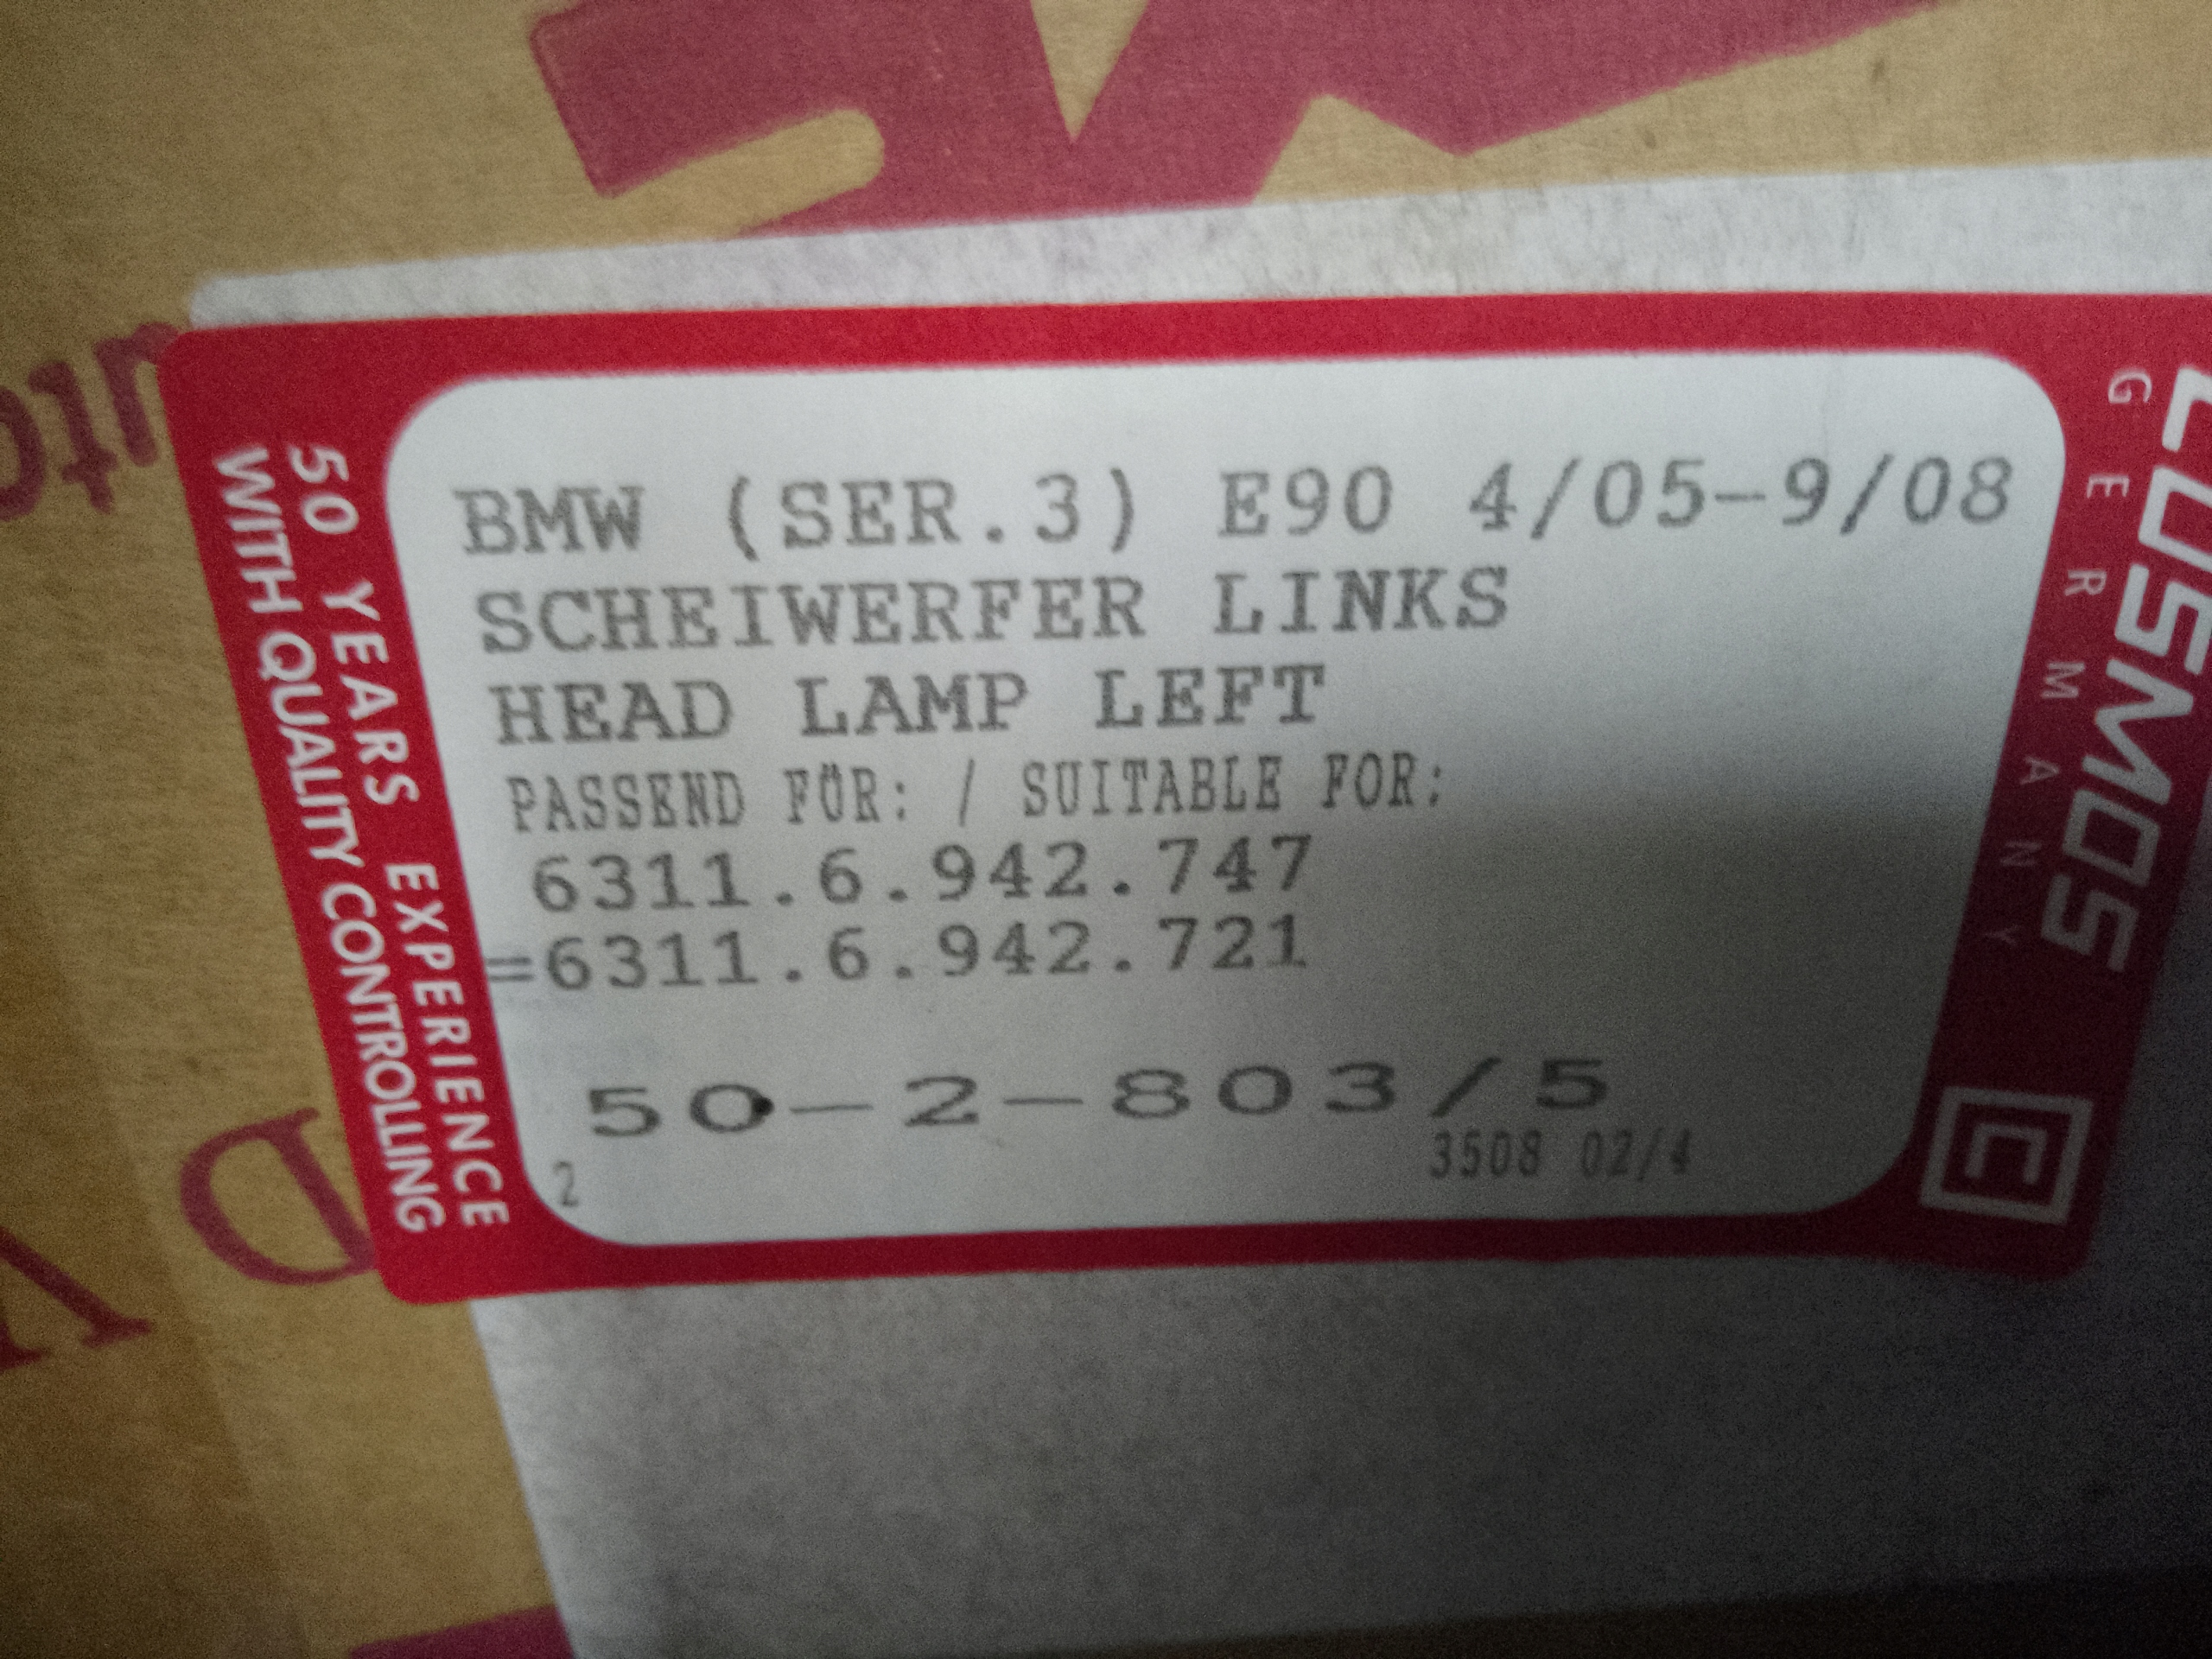 BMW (SER.3) E90 4/05-9/08
SCHEIWERFER LINKS
HEAD LAMP LEFT
PASSEND FÜR: / SUITABLE FOR:
6311.6.942.747
=6311.6.942.721
50-2-803/5
3508 02/4
2
50 YEARS EXPERIENCE
WITH QUALITY CONTROLLING
COSMOS
GERMANY
C